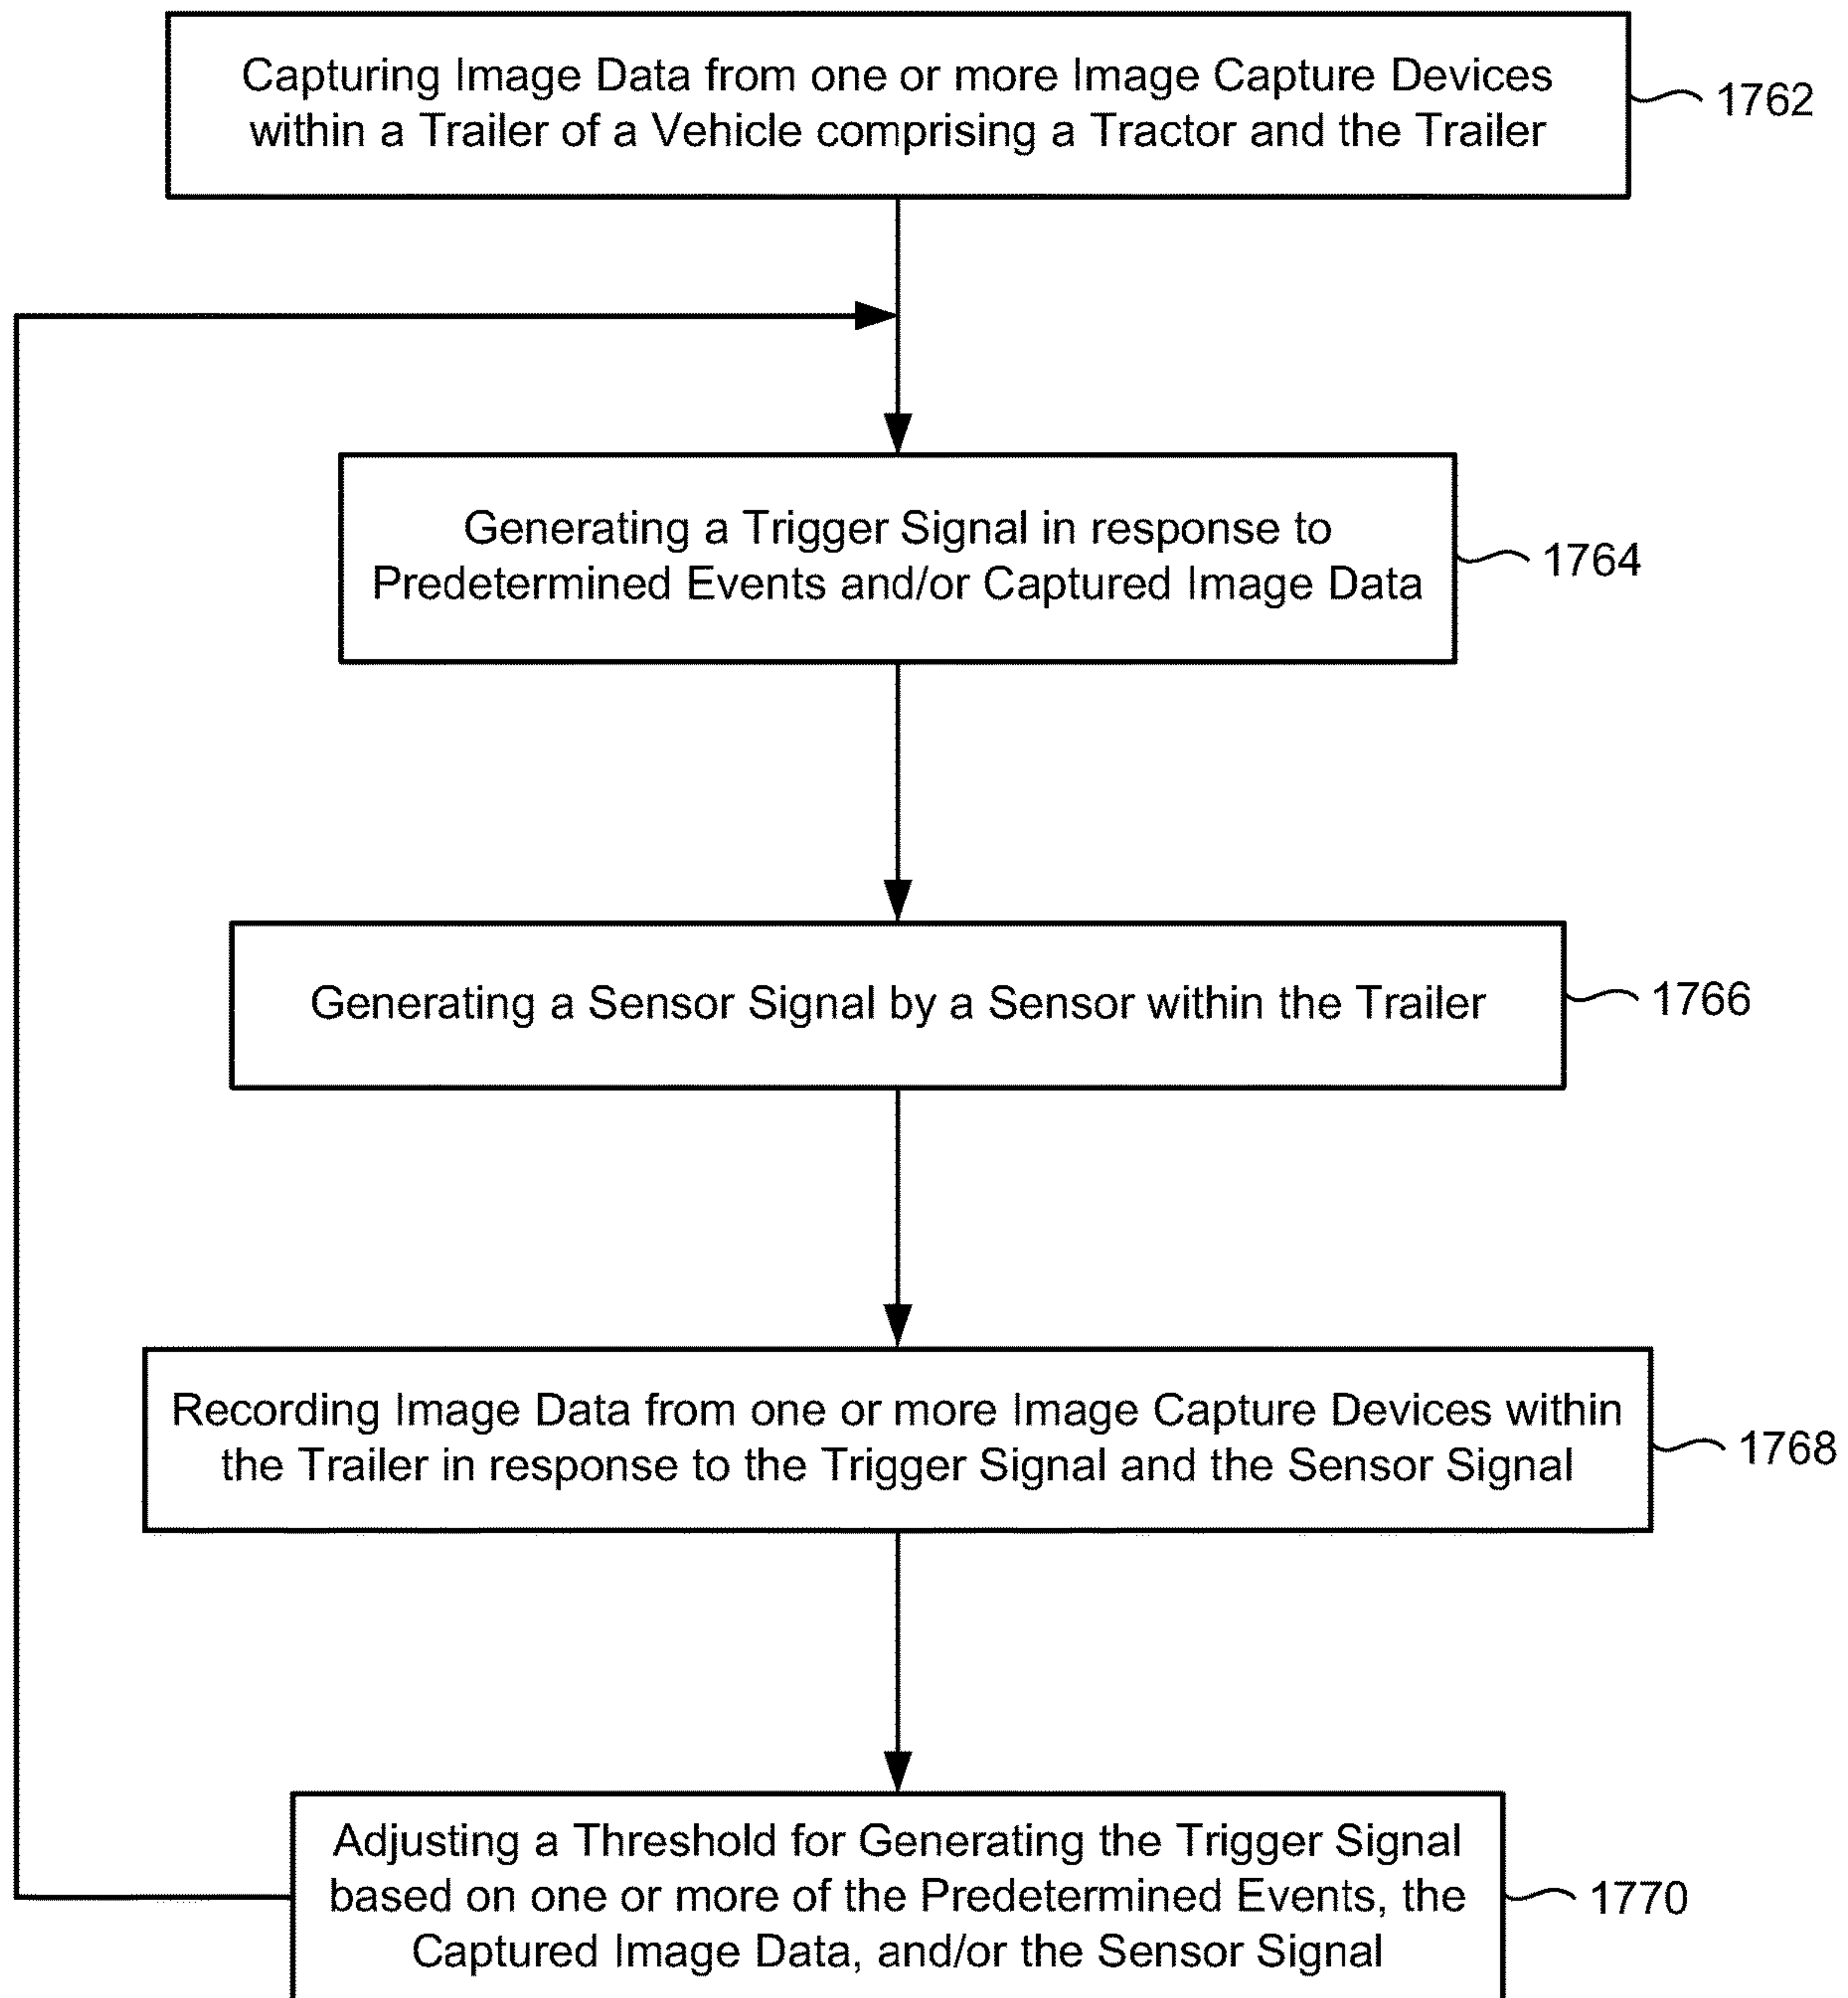 Capturing Image Data from one or more Image Capture Devices
within a Trailer of a Vehicle comprising a Tractor and the Trailer
1762
Generating a Trigger Signal in response to
Predetermined Events and/or Captured Image Data
1764
Generating a Sensor Signal by a Sensor within the Trailer
1766
Recording Image Data from one or more Image Capture Devices within
the Trailer in response to the Trigger Signal and the Sensor Signal
1768
Adjusting a Threshold for Generating the Trigger Signal
based on one or more of the Predetermined Events, the
Captured Image Data, and/or the Sensor Signal
1770